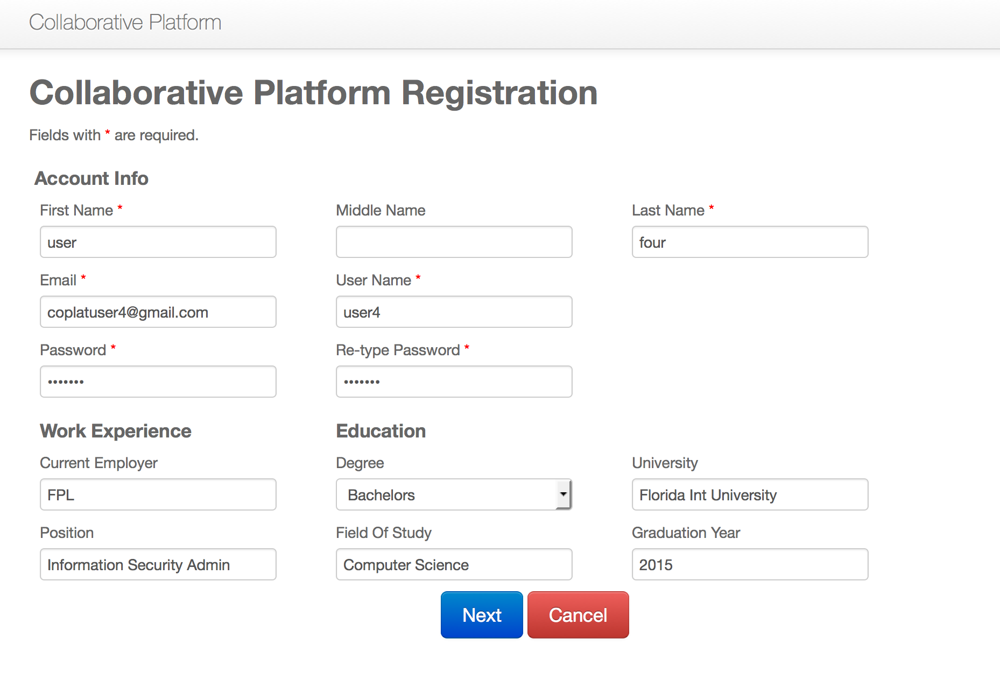 Collaborative Platform
Collaborative Platform Registration
Fields with * are required.
Account Info
First Name *
Middle Name
Last Name *
user
four
Email *
User Name *
coplatuser4@gmail.com
user4
Password *
Re-type Password *
•••••••
•••••••
Work Experience
Education
Current Employer
Degree
University
FPL
Bachelors
Florida Int University
Position
Field Of Study
Graduation Year
Information Security Admin
Computer Science
2015
Next
Cancel